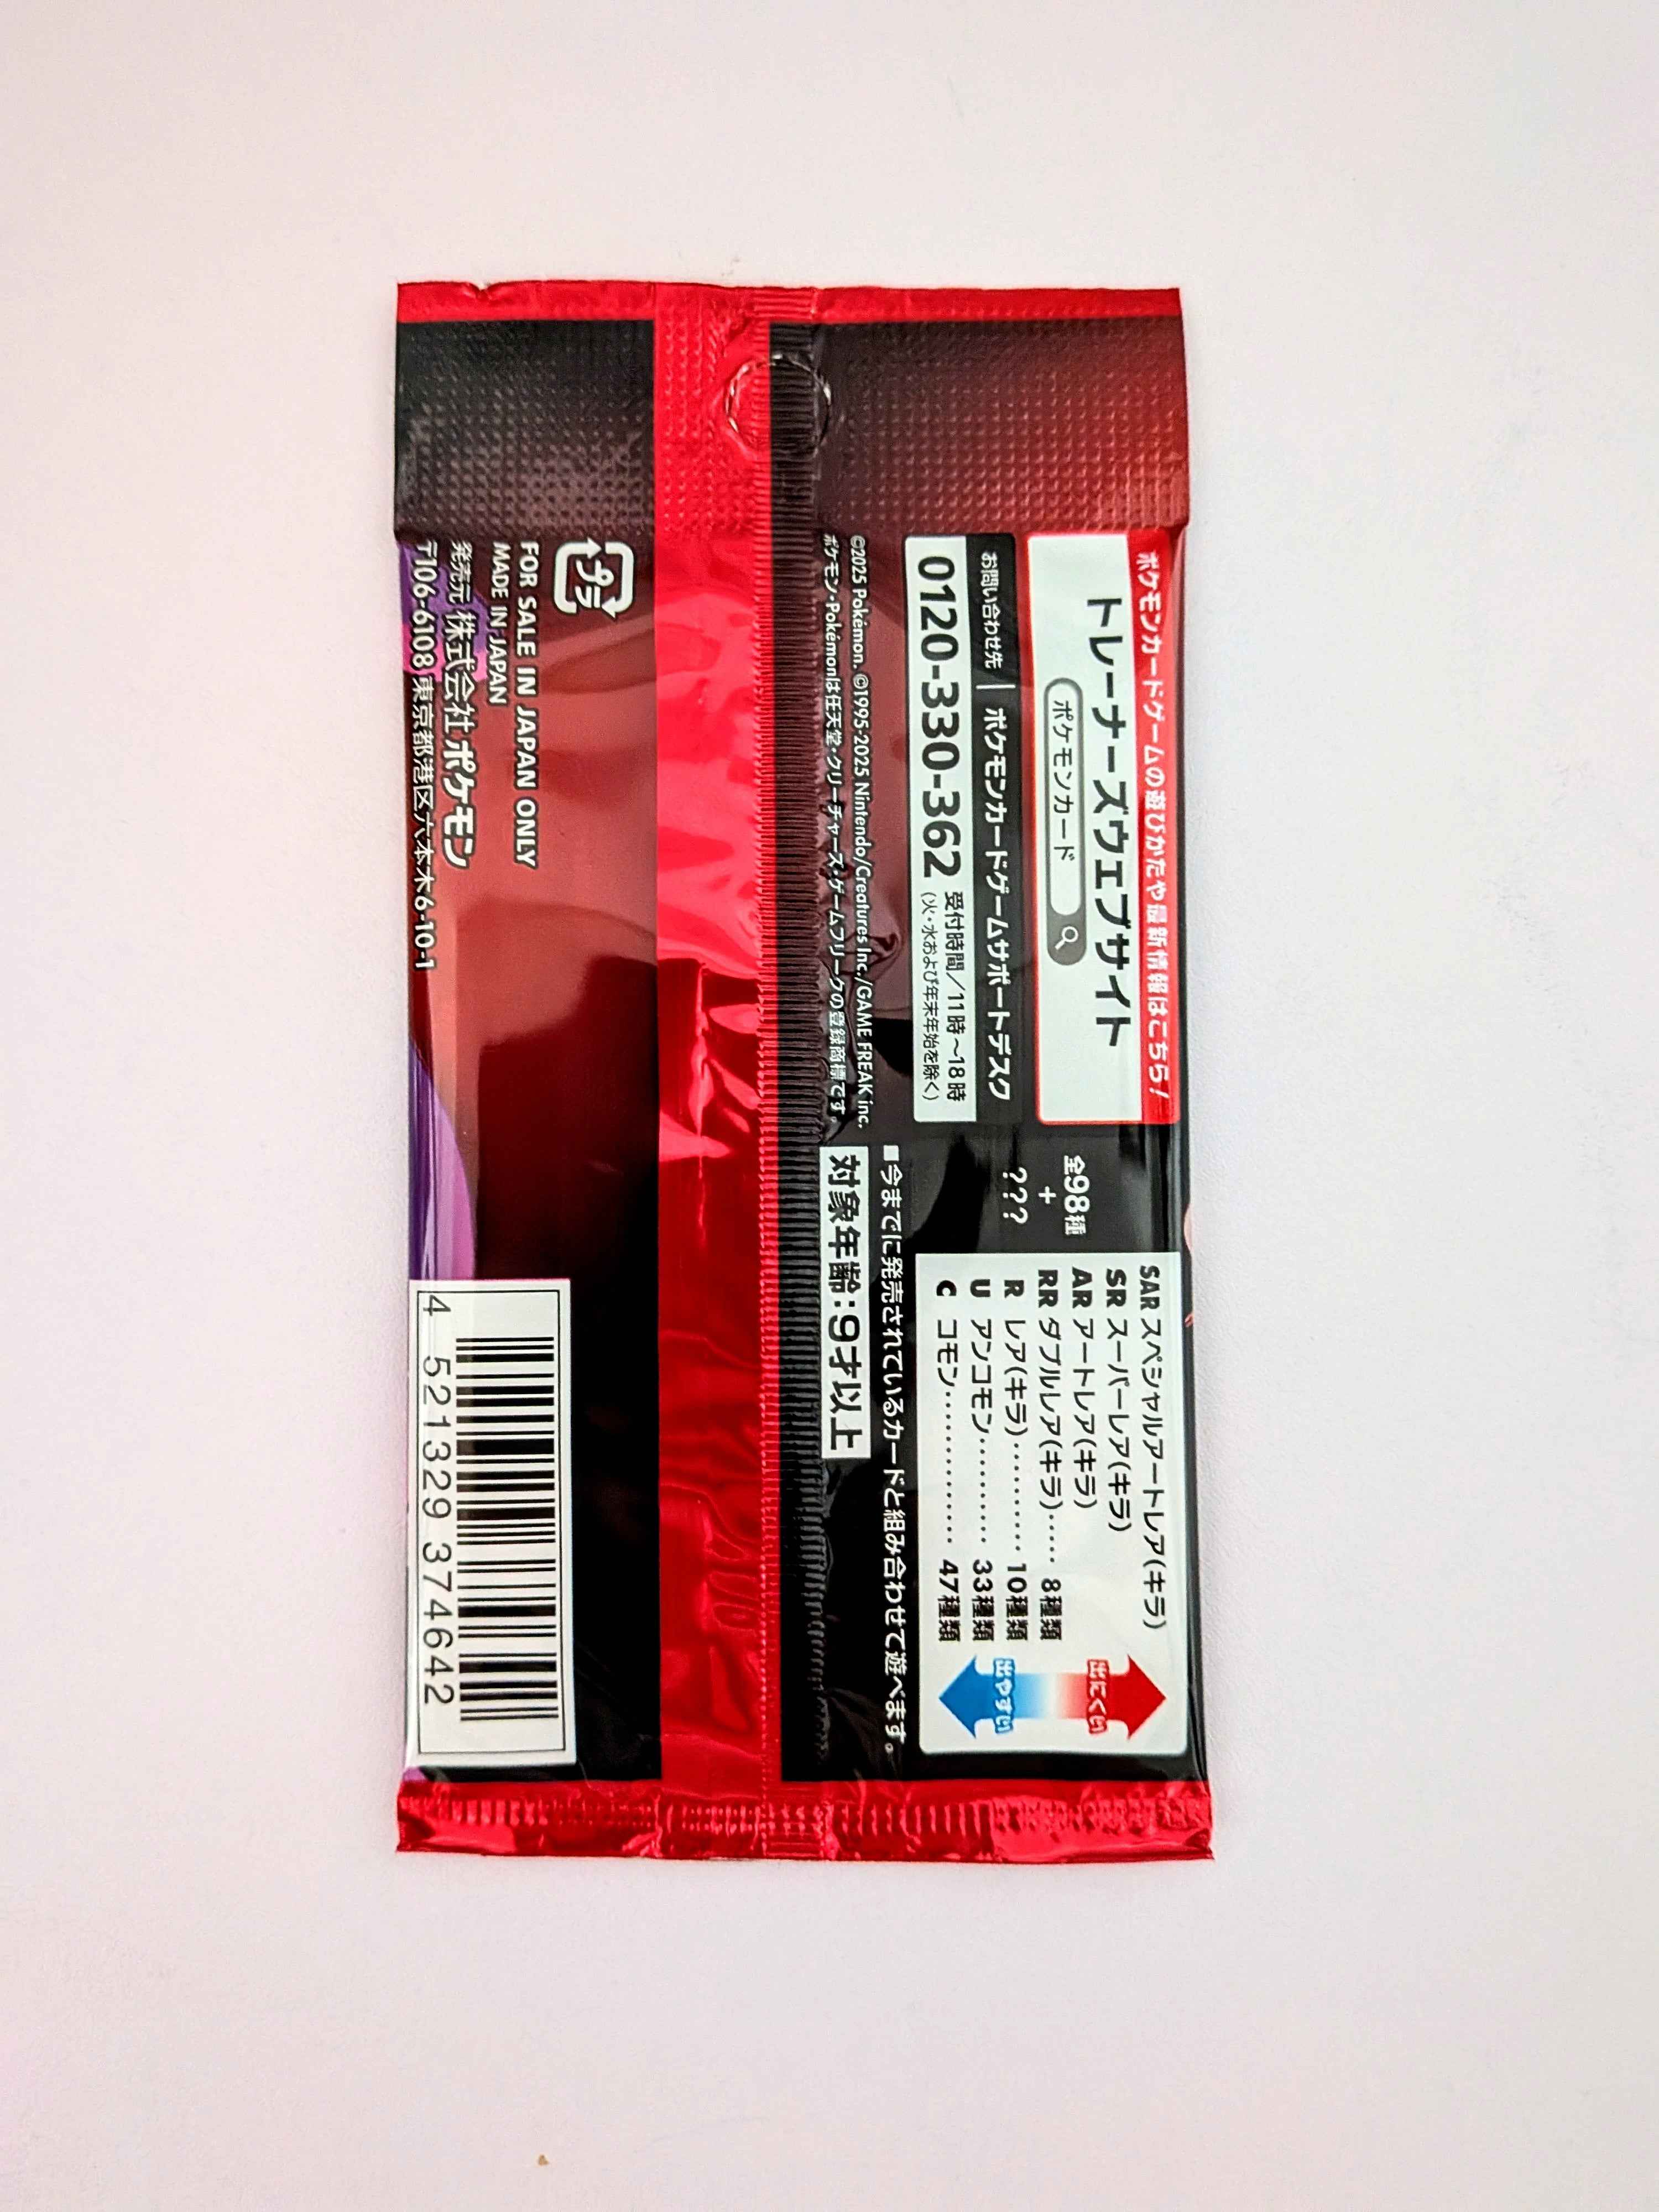 ポケモンカードゲームの遊びかたや最新情報はこちら!
トレーナーズウェブサイト
ポケモンカード
お問い合わせ先 ポケモンカードゲームサポートデスク
0120-330-362
受付時間/11時~18時
(火・水および年末年始を除く)
©2025 Pokémon. ©1995-2025 Nintendo/Creatures Inc./GAME FREAK inc.
ポケモン・Pokémonは任天堂・クリーチャーズ・ゲームフリークの登録商標です。
全98種
+
???
SAR スペシャルアートレア(キラ)
SR スーパーレア(キラ)
AR アートレア(キラ)
RR ダブルレア(キラ)‥‥ 8種類
R レア(キラ)………… 10種類
U アンコモン………… 33種類
C コモン……………… 47種類
出にくい
出やすい
■今までに発売されているカードと組み合わせて遊べます。
対象年齢:9才以上
プラ
FOR SALE IN JAPAN ONLY
MADE IN JAPAN
発売元 株式会社ポケモン
〒106-6108 東京都港区六本木6-10-1
4 521329 374642